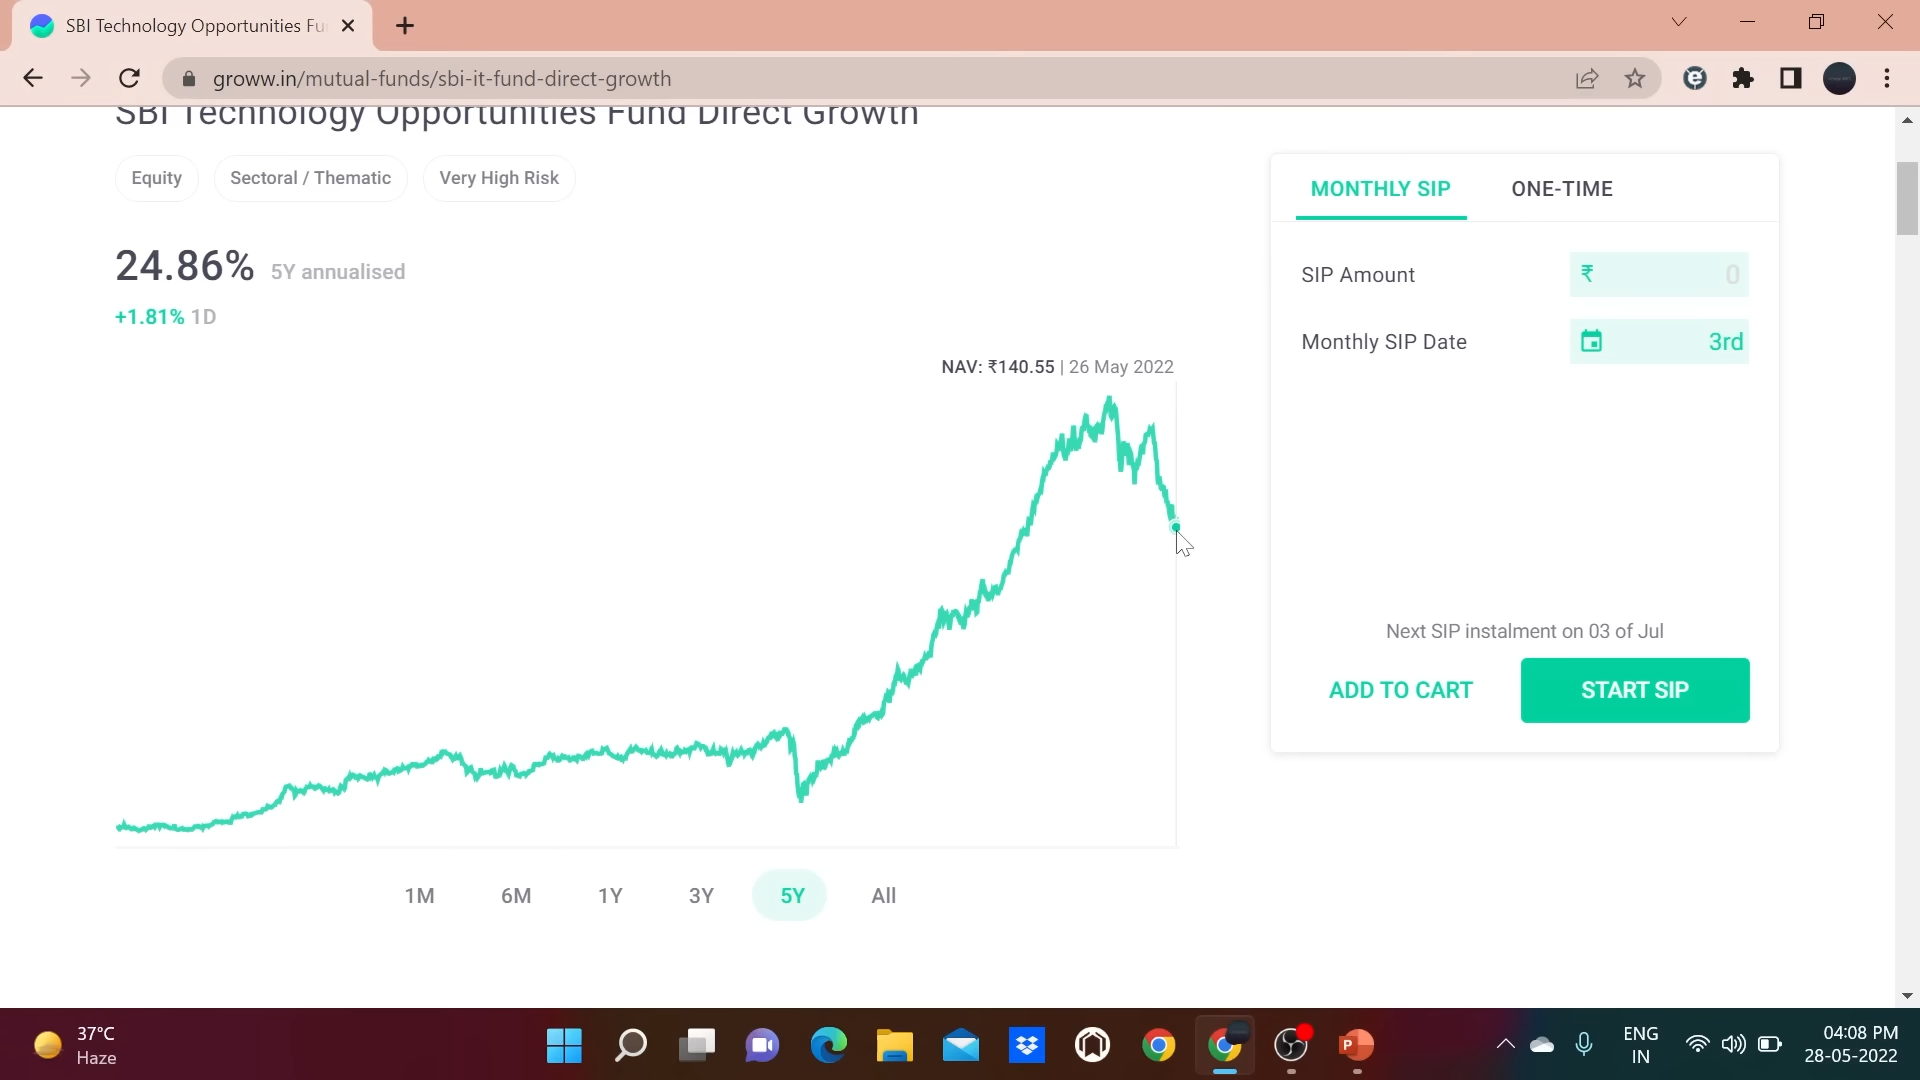 SBI Technology Opportunities Fu
groww.in/mutual-funds/sbi-it-fund-direct-growth
SBI Technology Opportunities Fund Direct Growth
Equity
Sectoral / Thematic
Very High Risk
24.86% 5Y annualised
+1.81% 1D
NAV: ₹140.55 | 26 May 2022
1M
6M
1Y
3Y
5Y
All
MONTHLY SIP
ONE-TIME
SIP Amount
₹ 0
Monthly SIP Date
3rd
Next SIP instalment on 03 of Jul
ADD TO CART
START SIP
37°C
Haze
P
ENG
IN
04:08 PM
28-05-2022